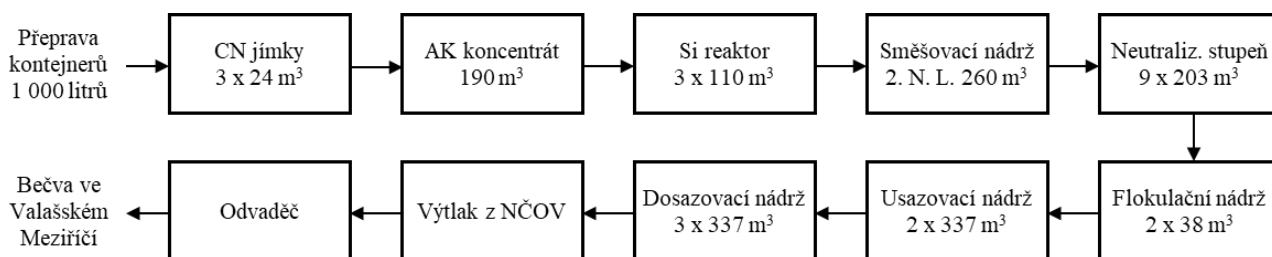 Přeprava
kontejnerů
1 000 litrů
CN jímky
3 x 24 m³
AK koncentrát
190 m³
Si reaktor
3 x 110 m³
Směšovací nádrž
2. N. L. 260 m³
Neutraliz. stupeň
9 x 203 m³
Bečva ve
Valašském
Meziříčí
Odvaděč
Výtlak z NČOV
Dosazovací nádrž
3 x 337 m³
Usazovací nádrž
2 x 337 m³
Flokulační nádrž
2 x 38 m³